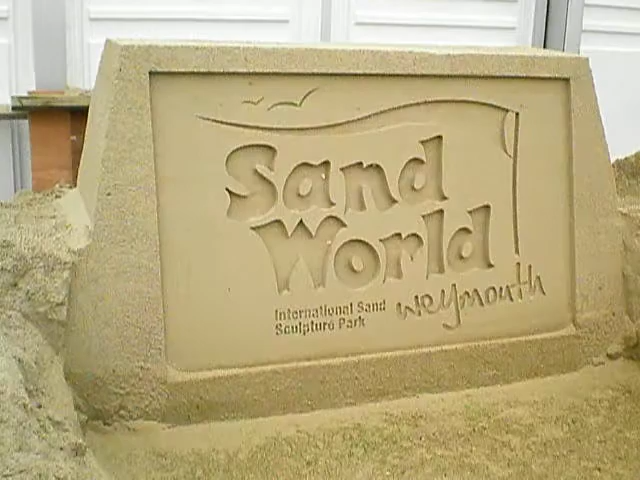 Sand
World
International Sand
Sculpture Park
weymouth